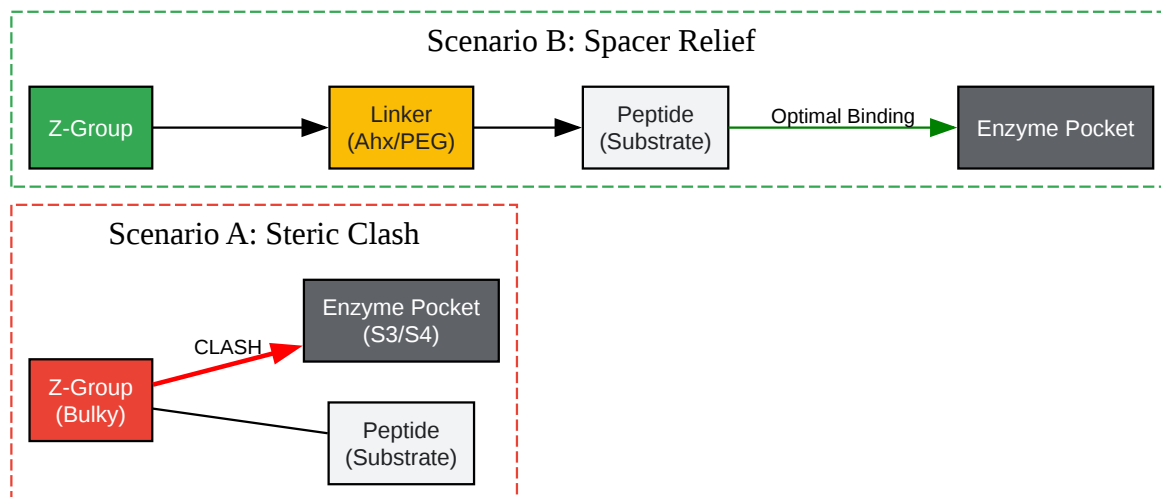 Scenario B: Spacer Relief
Z-Group
Linker
(Ahx/PEG)
Peptide
(Substrate)
Optimal Binding
Enzyme Pocket
Scenario A: Steric Clash
Z-Group
(Bulky)
CLASH
Enzyme Pocket
(S3/S4)
Peptide
(Substrate)